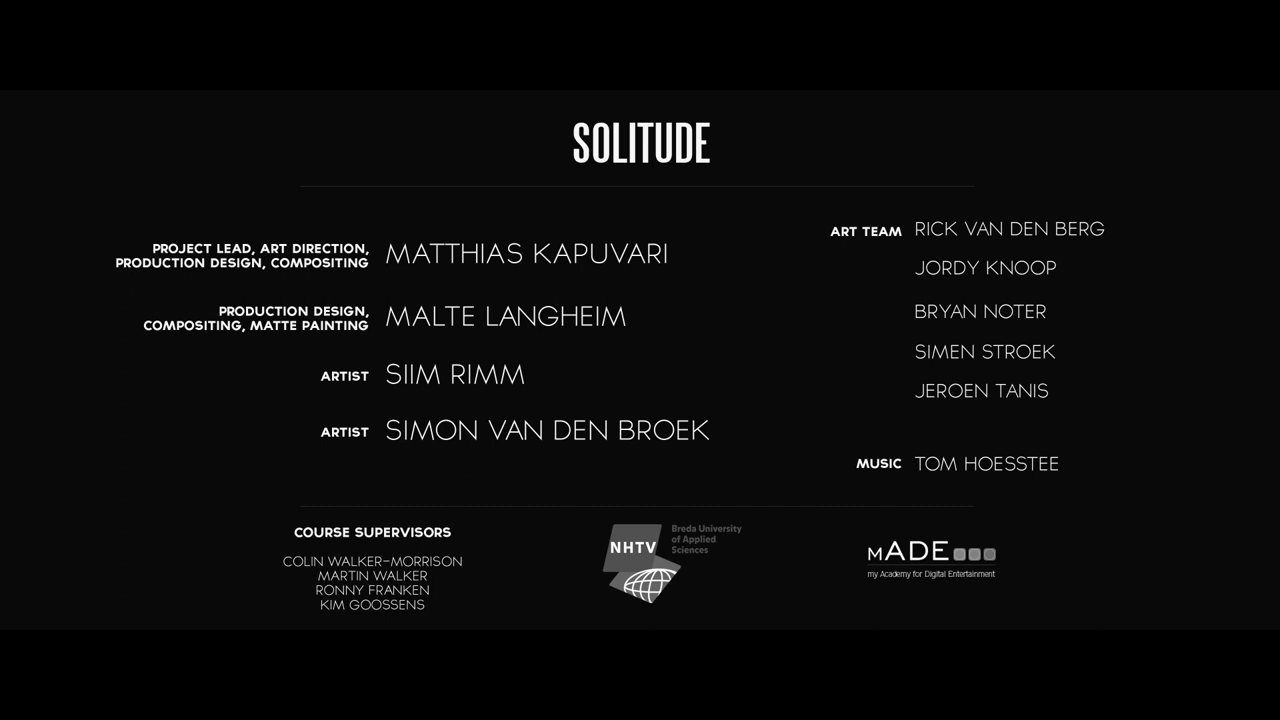 SOLITUDE
PROJECT LEAD, ART DIRECTION,
PRODUCTION DESIGN, COMPOSITING
MATTHIAS KAPUVARI
PRODUCTION DESIGN,
COMPOSITING, MATTE PAINTING
MALTE LANGHEIM
ARTIST SIIM RIMM
ARTIST SIMON VAN DEN BROEK
ART TEAM RICK VAN DEN BERG
JORDY KNOOP
BRYAN NOTER
SIMEN STROEK
JEROEN TANIS
MUSIC TOM HOESSTEE
COURSE SUPERVISORS
COLIN WALKER-MORRISON
MARTIN WALKER
RONNY FRANKEN
KIM GOOSSENS
NHTV
Breda University
of Applied
Sciences
mADE
my Academy for Digital Entertainment